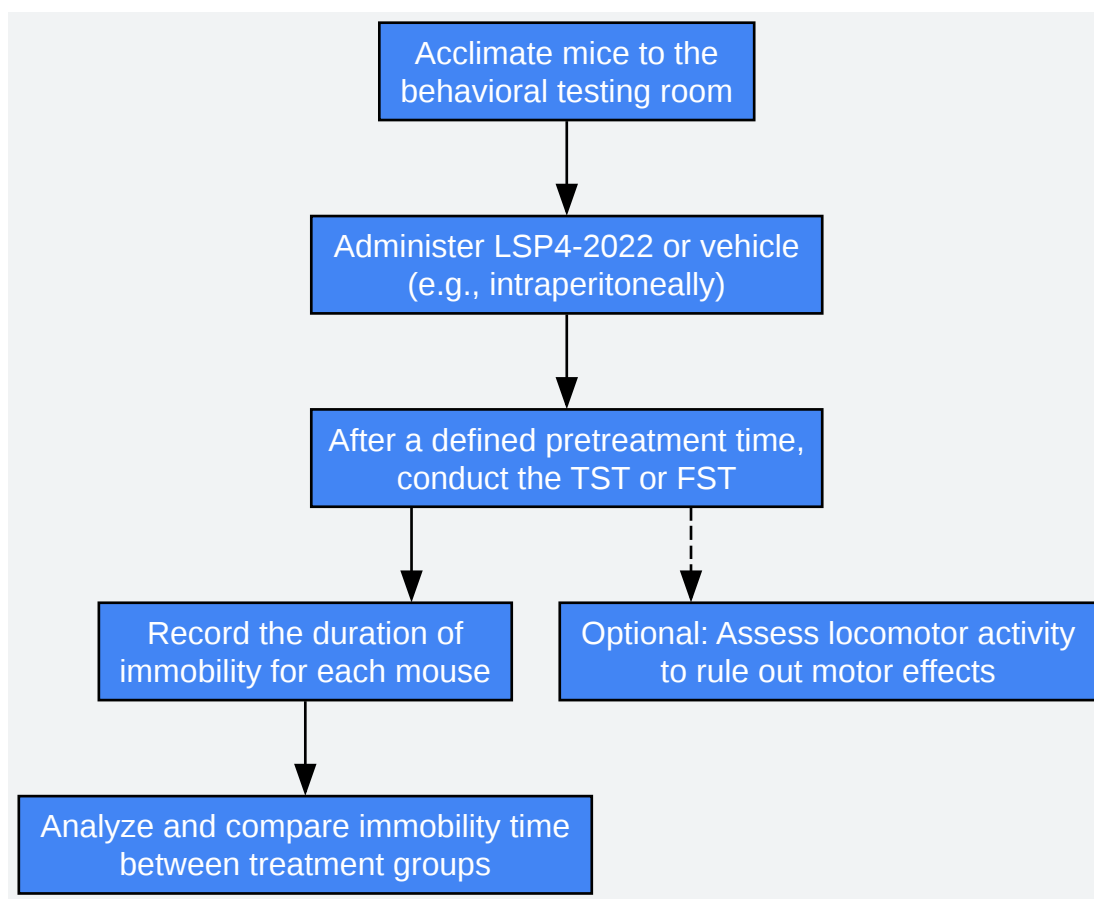 Acclimate mice to the
behavioral testing room
Administer LSP4-2022 or vehicle
(e.g., intraperitoneally)
After a defined pretreatment time,
conduct the TST or FST
Record the duration of
immobility for each mouse
Optional: Assess locomotor activity
to rule out motor effects
Analyze and compare immobility time
between treatment groups